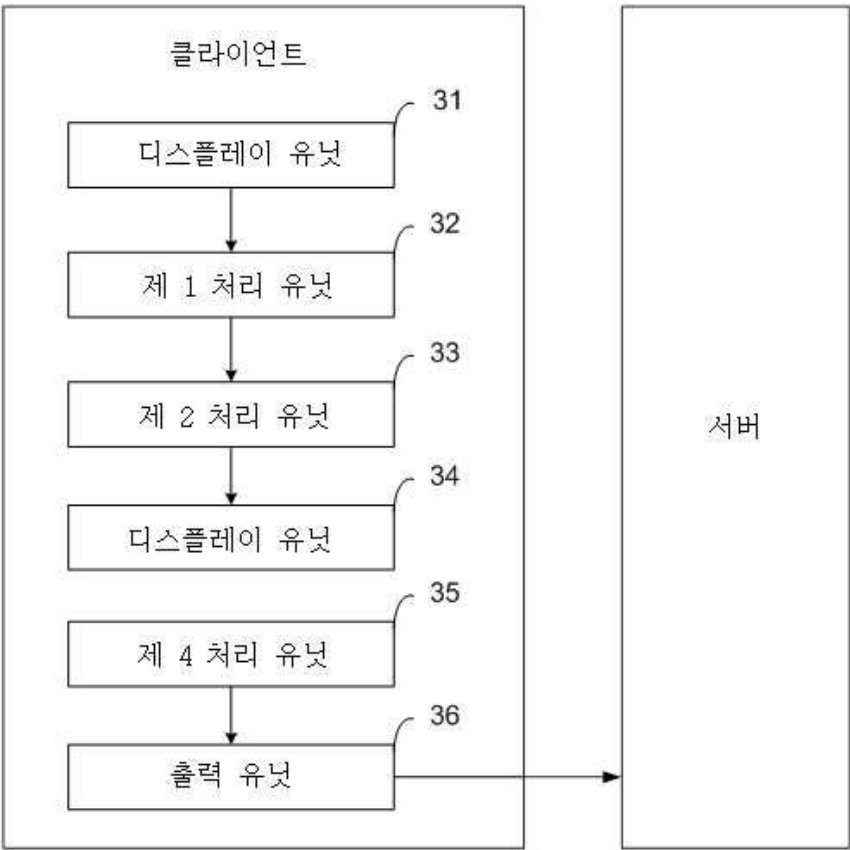 클라이언트
31
디스플레이 유닛
32
제 1 처리 유닛
33
제 2 처리 유닛
34
디스플레이 유닛
35
제 4 처리 유닛
36
출력 유닛
서버